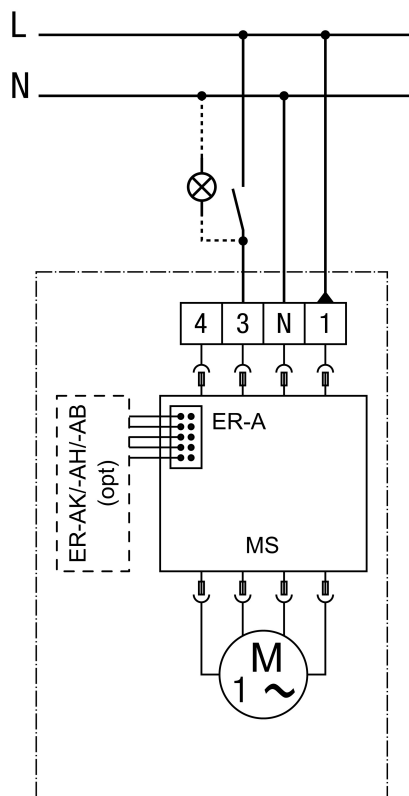 L
N
4 3 N 1
ER-A
ER-AK/-AH/-AB
(opt)
MS
M
1 ~